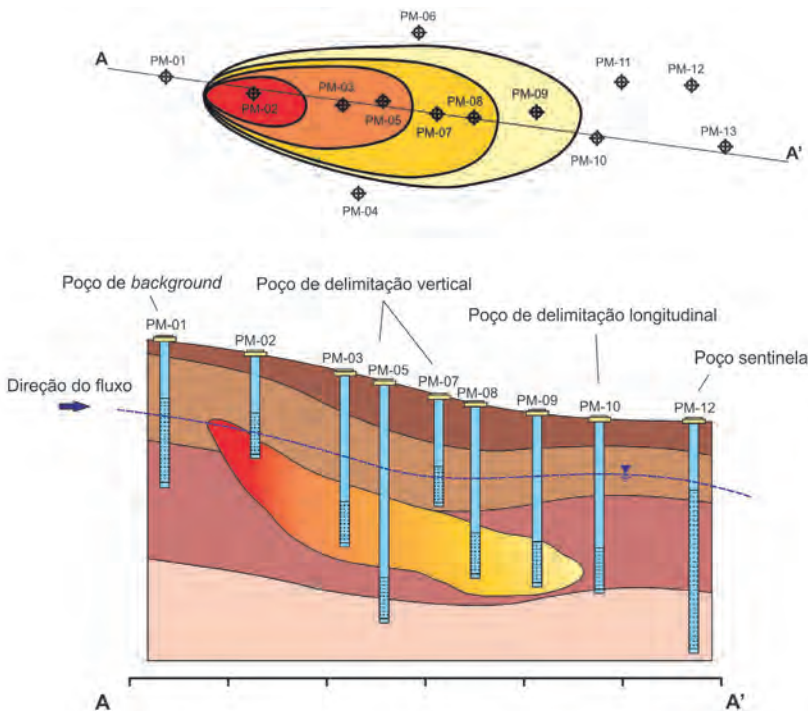 PM-06
PM-01
A
PM-11
PM-12
PM-03
PM-09
PM-02
PM-05
PM-08
PM-07
PM-13
PM-10
A'
PM-04
Poço de background
Poço de delimitação vertical
Poço de delimitação longitudinal
PM-01
PM-02
PM-03
PM-05
PM-07
PM-08
PM-09
PM-10
Poço sentinela
PM-12
Direção do fluxo
A
A'